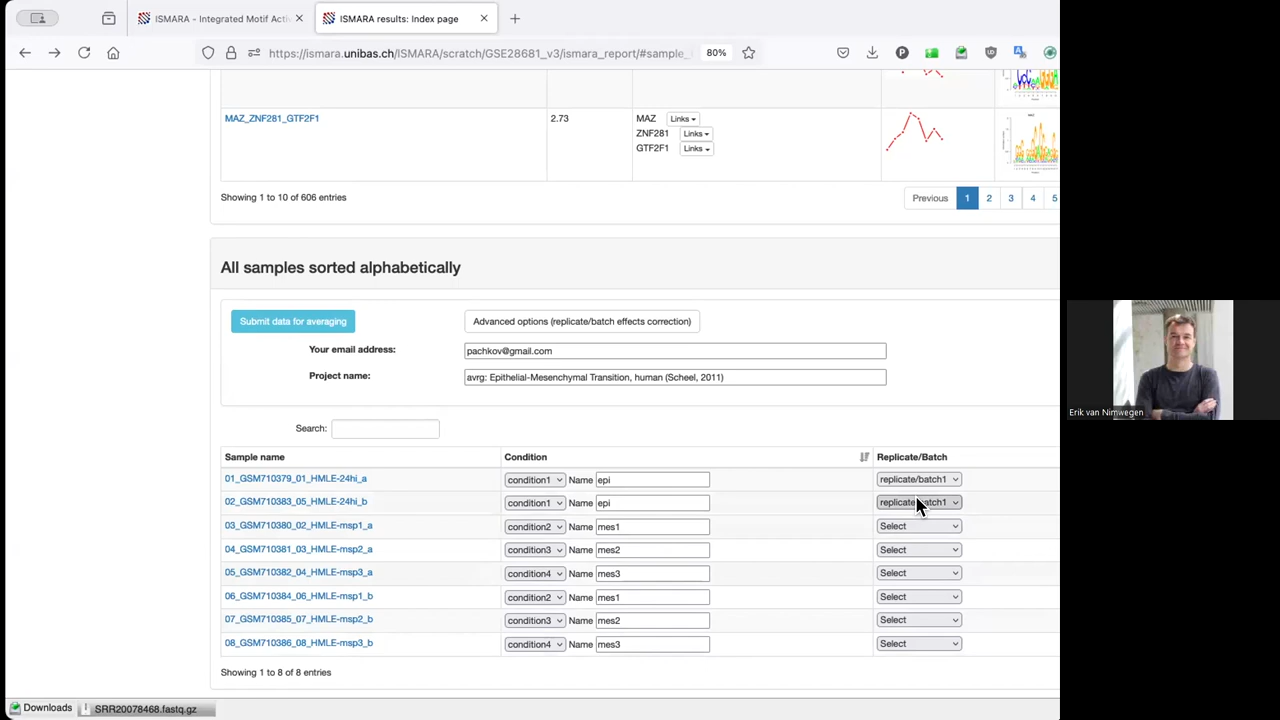 ISMARA - Integrated Motif Activ
ISMARA results: Index page
https://ismara.unibas.ch/ISMARA/scratch/GSE28681_v3/ismara_report/#sample_
80%
MAZ_ZNF281_GTF2F1
2.73
MAZ Links
ZNF281 Links
GTF2F1 Links
Showing 1 to 10 of 606 entries
Previous 1 2 3 4 5
All samples sorted alphabetically
Submit data for averaging
Advanced options (replicate/batch effects correction)
Your email address: pachkov@gmail.com
Project name: avrg: Epithelial-Mesenchymal Transition, human (Scheel, 2011)
Erik van Nimwegen
Search:
Sample name Condition Replicate/Batch
01_GSM710379_01_HMLE-24hi_a condition1 Name epi replicate/batch1
02_GSM710383_05_HMLE-24hi_b condition1 Name epi replicate/batch1
03_GSM710380_02_HMLE-msp1_a condition2 Name mes1 Select
04_GSM710381_03_HMLE-msp2_a condition3 Name mes2 Select
05_GSM710382_04_HMLE-msp3_a condition4 Name mes3 Select
06_GSM710384_06_HMLE-msp1_b condition2 Name mes1 Select
07_GSM710385_07_HMLE-msp2_b condition3 Name mes2 Select
08_GSM710386_08_HMLE-msp3_b condition4 Name mes3 Select
Showing 1 to 8 of 8 entries
Downloads
SRR20078468.fastq.gz